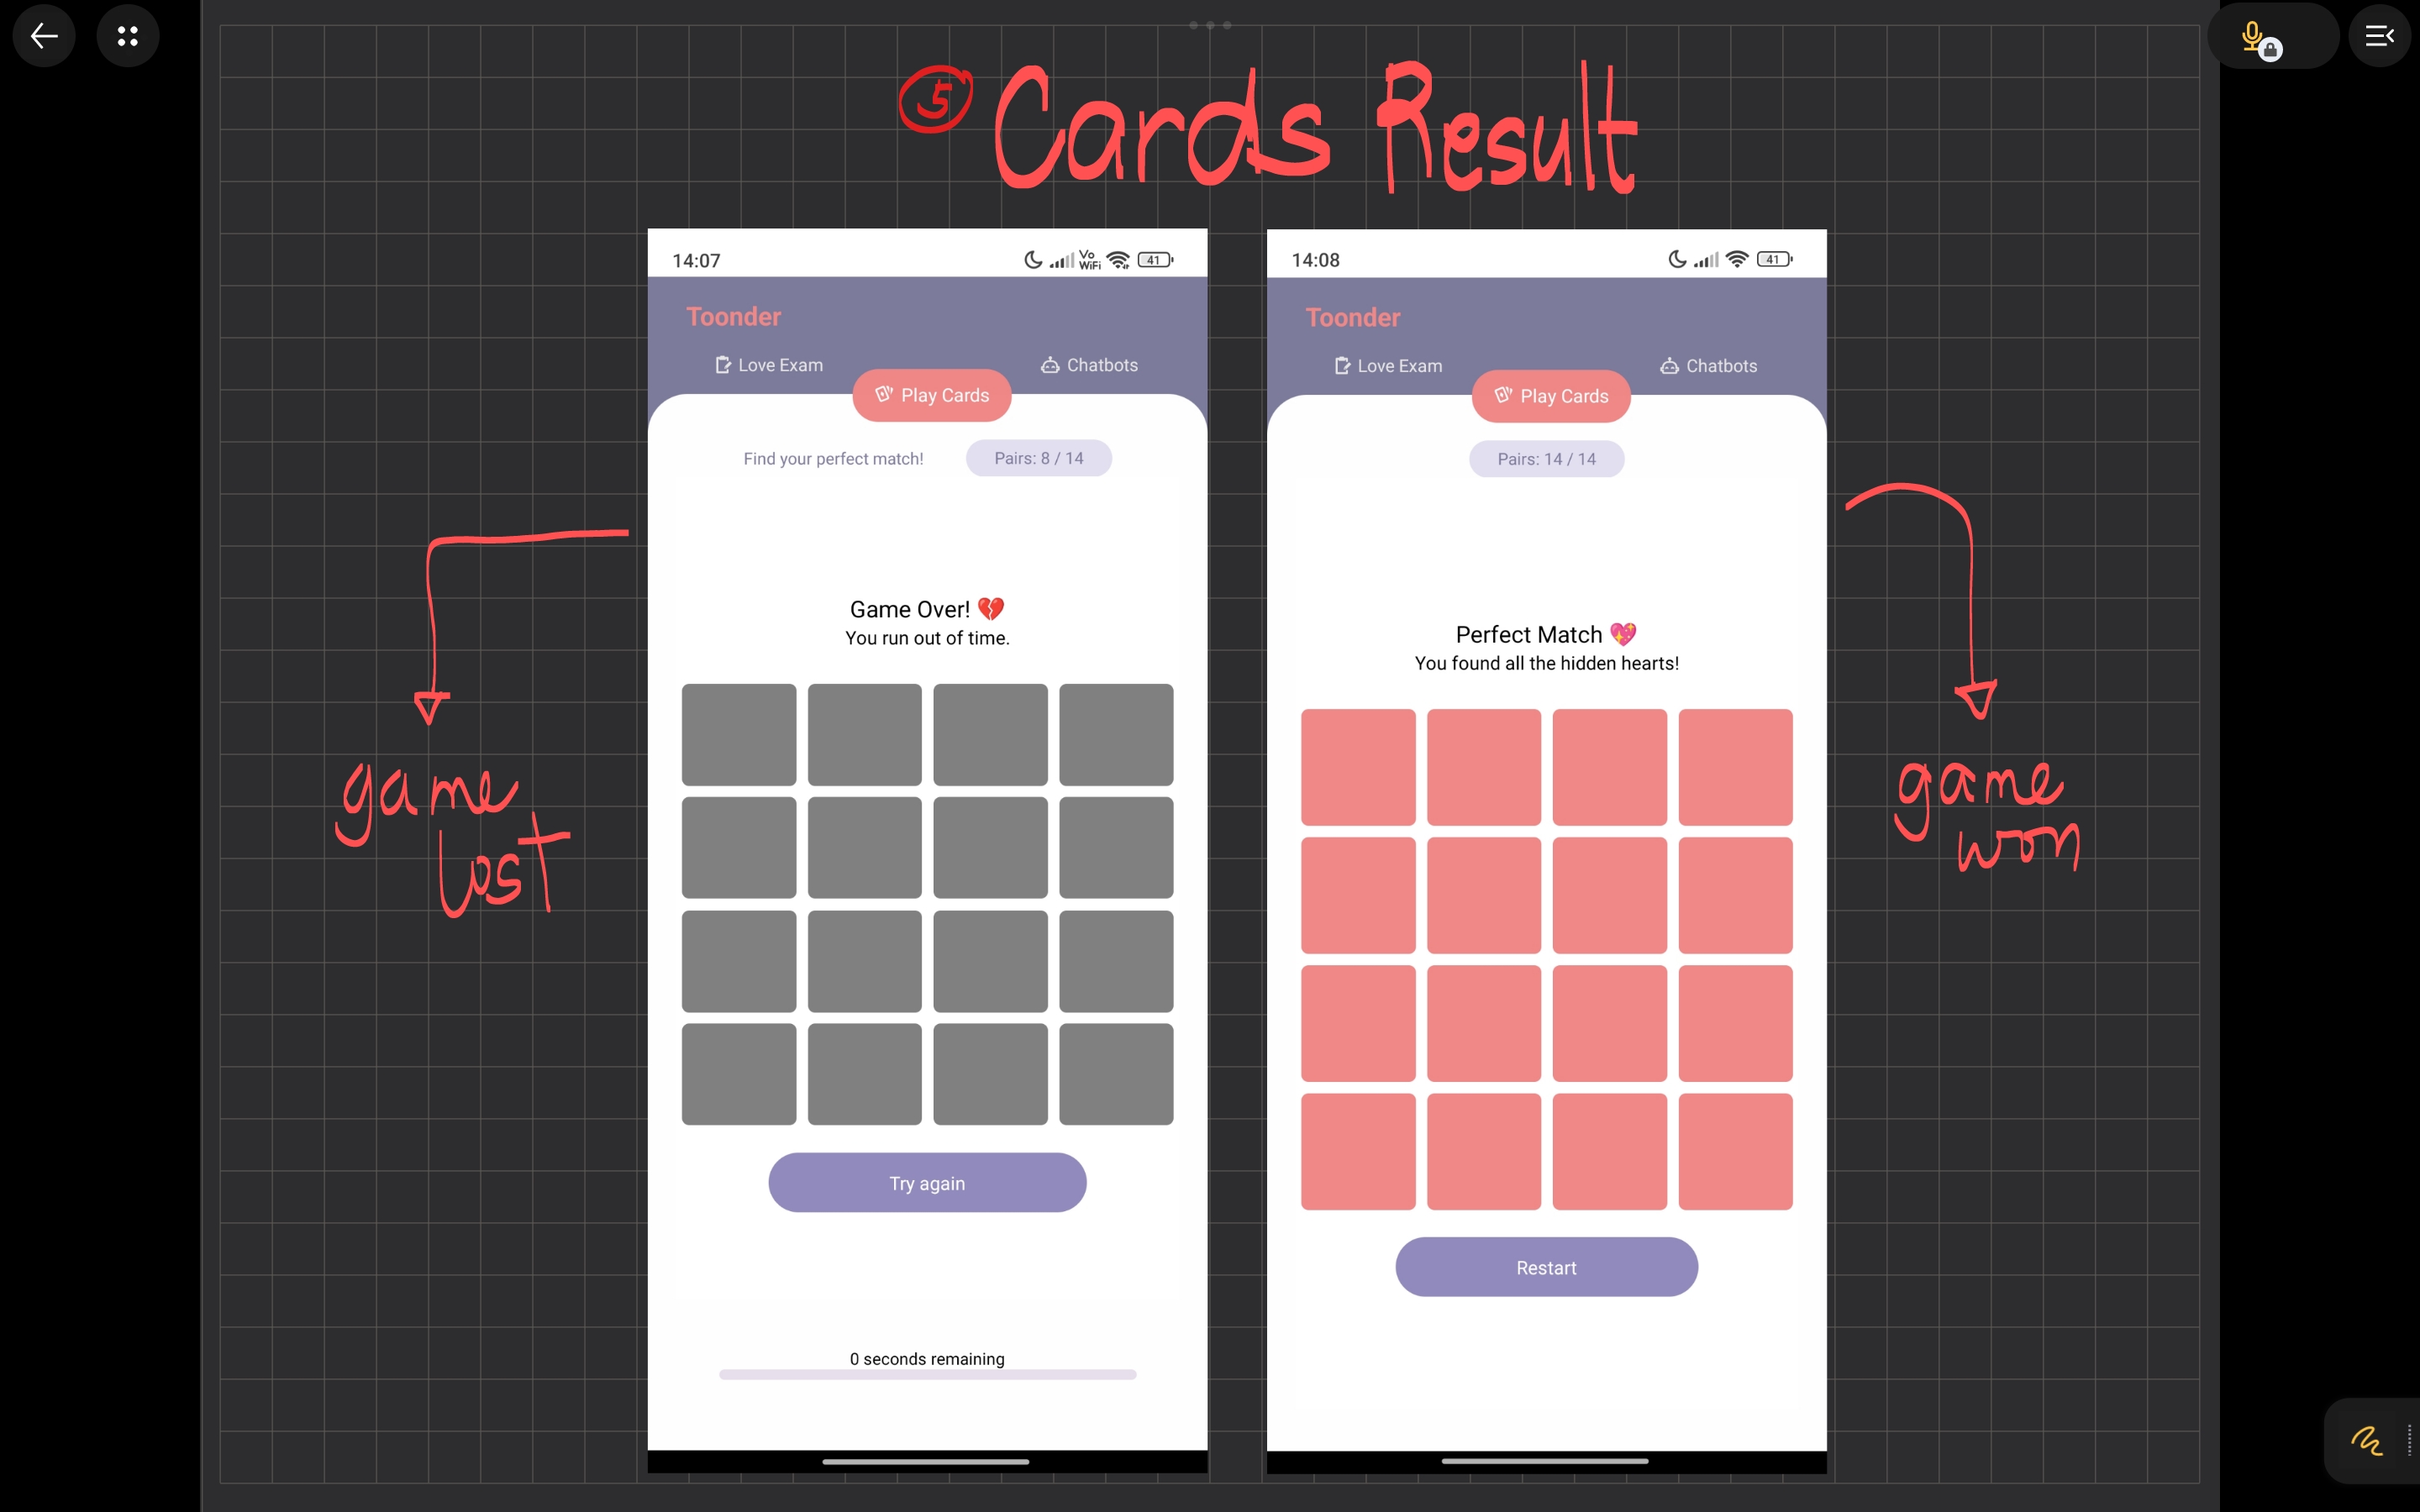 5 Cards Result
14:07
Vo WiFi 41
Toonder
Love Exam
Chatbots
Play Cards
Find your perfect match!
Pairs: 8 / 14
Game Over! 💔
You run out of time.
Try again
0 seconds remaining
game
lost
14:08
41
Toonder
Love Exam
Chatbots
Play Cards
Pairs: 14 / 14
Perfect Match 💖
You found all the hidden hearts!
Restart
game
won